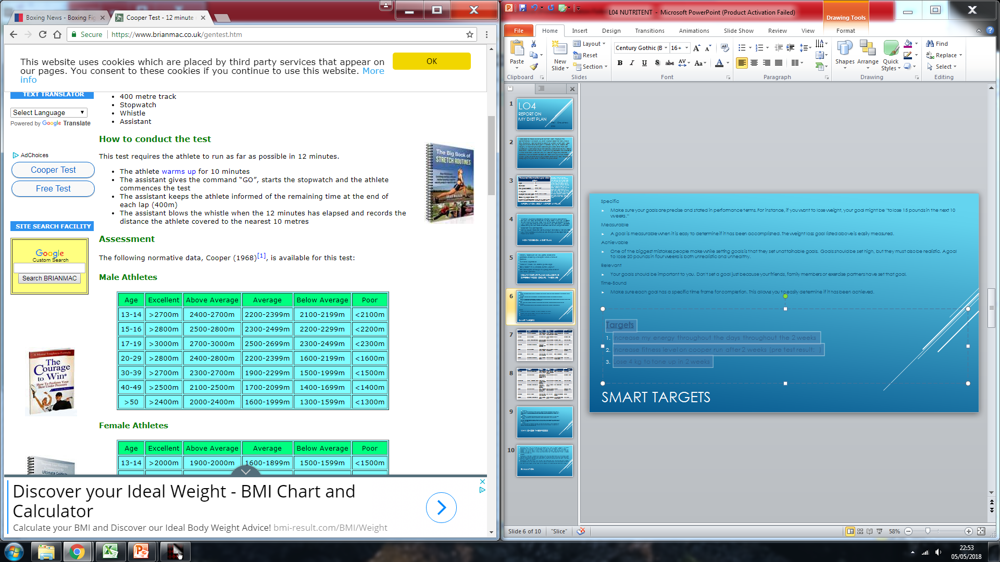 Boxing News - Boxing Fig
Cooper Test - 12 minute
Secure
https://www.brianmac.co.uk/gentest.htm
This website uses cookies which are placed by third party services that appear on
our pages. You consent to these cookies if you continue to use this website. More
info
OK
TEXT TRANSLATOR
Select Language
Powered by Google Translate
AdChoices
Cooper Test
Free Test
SITE SEARCH FACILITY
Google
Custom Search
Search BRIANMAC
The
Courage
to Win
How To Perform Your
Best Under Pressure
• 400 metre track
• Stopwatch
• Whistle
• Assistant
How to conduct the test
This test requires the athlete to run as far as possible in 12 minutes.
• The athlete warms up for 10 minutes
• The assistant gives the command “GO”, starts the stopwatch and the athlete
commences the test
• The assistant keeps the athlete informed of the remaining time at the end of
each lap (400m)
• The assistant blows the whistle when the 12 minutes has elapsed and records the
distance the athlete covered to the nearest 10 metres
The Big Book of
STRETCH ROUTINES
Assessment
The following normative data, Cooper (1968)[1], is available for this test:
Male Athletes
Age Excellent Above Average Average Below Average Poor
13-14 >2700m 2400-2700m 2200-2399m 2100-2199m <2100m
15-16 >2800m 2500-2800m 2300-2499m 2200-2299m <2200m
17-19 >3000m 2700-3000m 2500-2699m 2300-2499m <2300m
20-29 >2800m 2400-2800m 2200-2399m 1600-2199m <1600m
30-39 >2700m 2300-2700m 1900-2299m 1500-1999m <1500m
40-49 >2500m 2100-2500m 1700-2099m 1400-1699m <1400m
>50 >2400m 2000-2400m 1600-1999m 1300-1599m <1300m
Female Athletes
Age Excellent Above Average Average Below Average Poor
13-14 >2000m 1900-2000m 1600-1899m 1500-1599m <1500m
Discover your Ideal Weight - BMI Chart and
Calculator
Calculate your BMI and Discover our Ideal Body Weight Advice! bmi-result.com/BMI/Weight
L04 NUTRITENT - Microsoft PowerPoint (Product Activation Failed)
Drawing Tools
File Home Insert Design Transitions Animations Slide Show Review View Format
Paste
Clipboard
New
Slide
Layout
Reset
Section
Slides
Century Gothic (B 16+
B I U S abc AV Aa A
Font
Paragraph
Shapes Arrange Quick
Styles
Drawing
Find
Replace
Select
Editing
1
LO4
REPORT ON
MY DIET PLAN
2
3
4
5
6
SMART TARGETS
7
8
9
WHY I CHOSE THESE FOODS
10
EVALUATION
Specific
Make sure your goals are precise and stated in performance terms. For instance, if you want to lose weight, your goal might be "to lose 15 pounds in the next 10
weeks."
Measurable
A goal is measurable when it is easy to determine if it has been accomplished. The weight loss goal listed above is easily measured.
Achievable
One of the biggest mistakes people make while setting goals is that they set unattainable goals. Goals should be set high, but they must also be realistic. A goal
to lose 20 pounds in four weeks is both unrealistic and unhealthy.
Relevant
Your goals should be important to you. Don't set a goal just because your friends, family members or exercise partners have set that goal.
Time-Bound
Make sure each goal has a specific time frame for completion. This allows you to easily determine if it has been achieved.
Targets
1. Increase my energy throughout the days throughout the 2 weeks
2. Increase fitness level on cooper run after 2 weeks (pre test result: )
3. Lose 4 kg to tone up in 2 weeks
SMART TARGETS
Slide 6 of 10
"Slice"
58%
22:53
05/05/2018